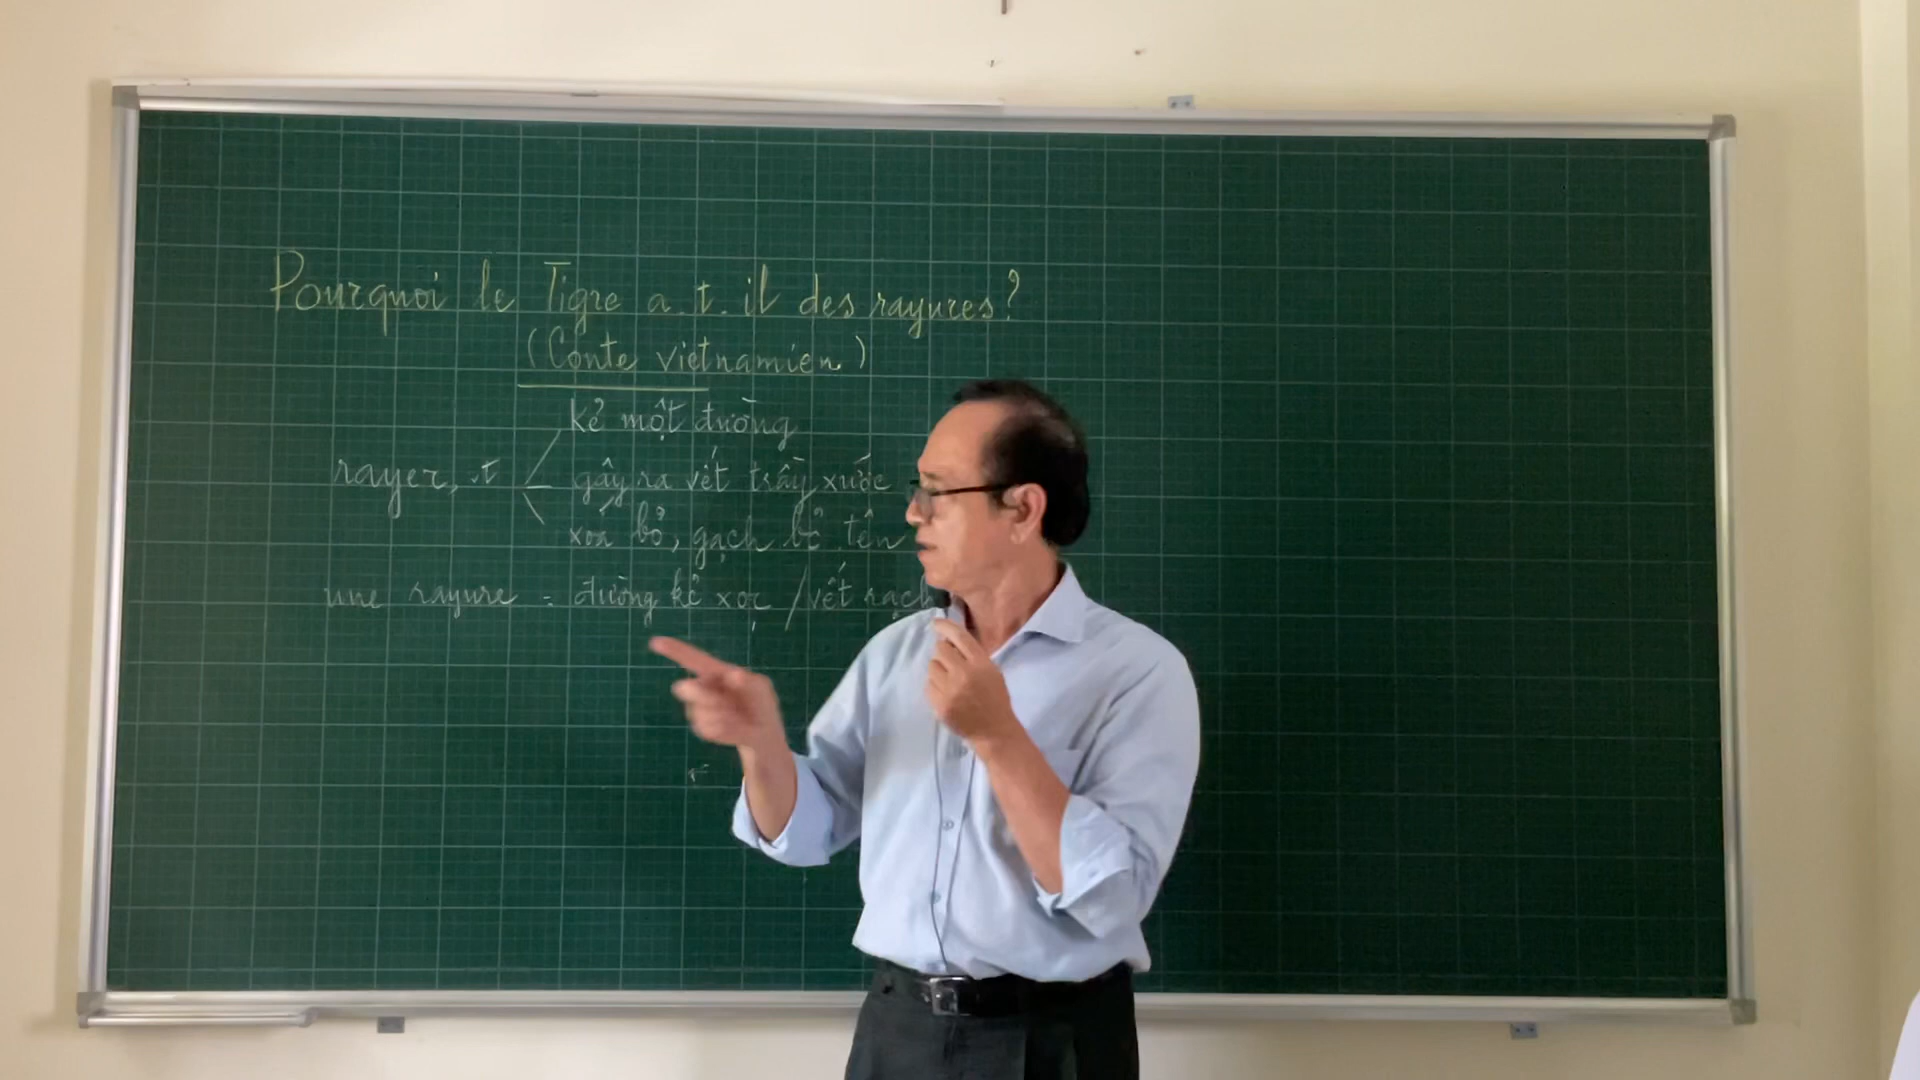 Pourquoi le Tigre a.t.il des rayures?
(Conte vietnamien)
kẻ một đường
rayer, vt
gây ra vết trầy xước
xoá bỏ, gạch bỏ tên
une rayure = đường kẻ xọc / vết rạch